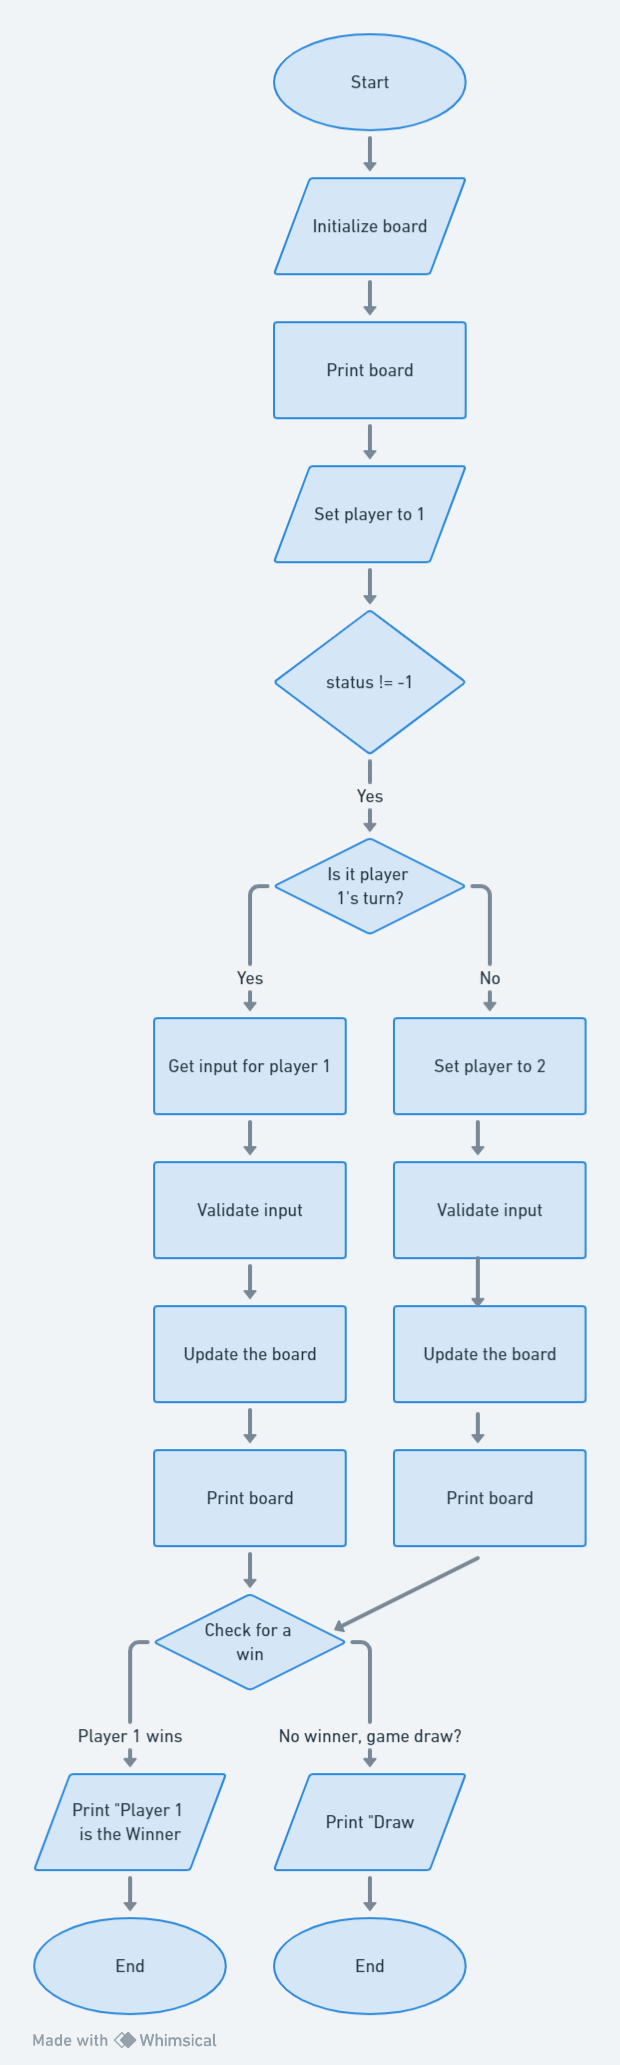 Start
Initialize board
Print board
Set player to 1
status != -1
Yes
Is it player
1's turn?
Yes
No
Get input for player 1
Set player to 2
Validate input
Validate input
Update the board
Update the board
Print board
Print board
Check for a
win
Player 1 wins
No winner, game draw?
Print "Player 1
is the Winner
Print "Draw
End
End
Made with Whimsical